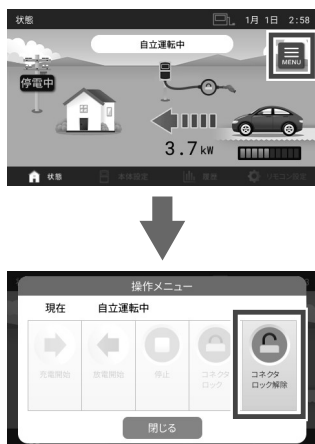 状態
1月 1日 2:58
自立運転中
MENU
停電中
3.7kW
状態 本体設定 履歴 リモコン設定
操作メニュー
現在 自立運転中
充電開始
放電開始
停止
コネクタ
ロック
コネクタ
ロック解除
閉じる